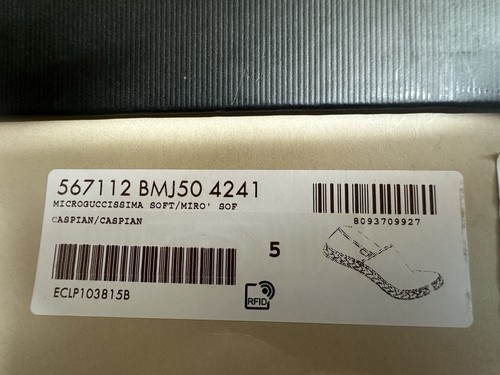 567112 BMJ50 4241
MICROGUCCISSIMA SOFT/MIRO' SOF
CASPIAN/CASPIAN
8093709927
5
ECLP103815B
RFID